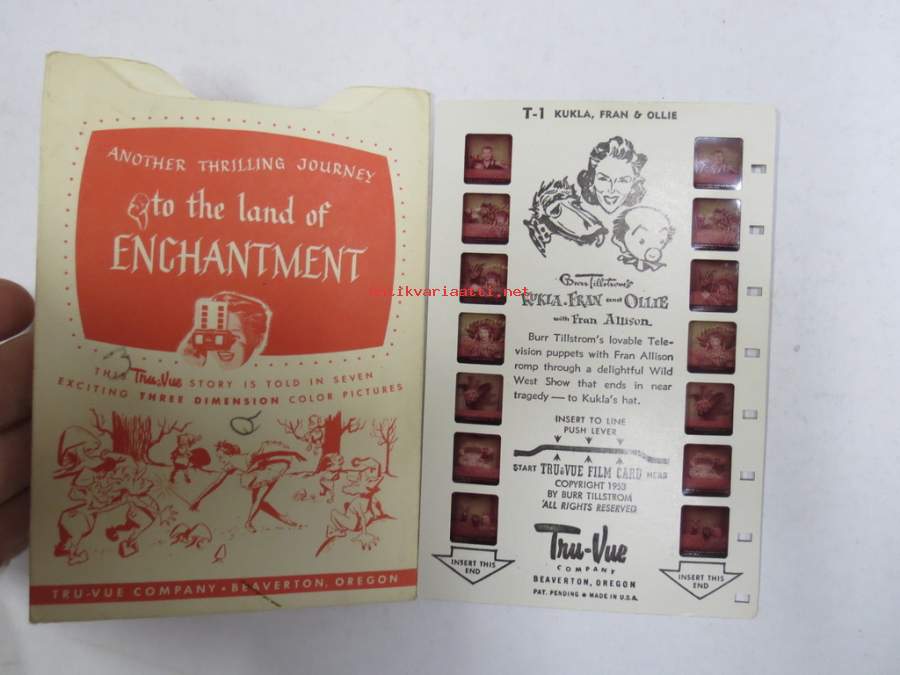 ANOTHER THRILLING JOURNEY
to the land of
ENCHANTMENT
THIS Tru-Vue STORY IS TOLD IN SEVEN
EXCITING THREE DIMENSION COLOR PICTURES
TRU-VUE COMPANY • BEAVERTON, OREGON
T-1 KUKLA, FRAN & OLLIE
Burr Tillstrom's
KUKLA, FRAN and OLLIE
with Fran Allison
Burr Tillstrom's lovable Tele-
vision puppets with Fran Allison
romp through a delightful Wild
West Show that ends in near
tragedy — to Kukla's hat.
INSERT TO LINE
PUSH LEVER
START TRU-VUE FILM CARD HERE
COPYRIGHT 1953
BY BURR TILLSTROM
ALL RIGHTS RESERVED
Tru-Vue
COMPANY
BEAVERTON, OREGON
PAT. PENDING • MADE IN U.S.A.
INSERT THIS
END
INSERT THIS
END
antikvariaatti.net